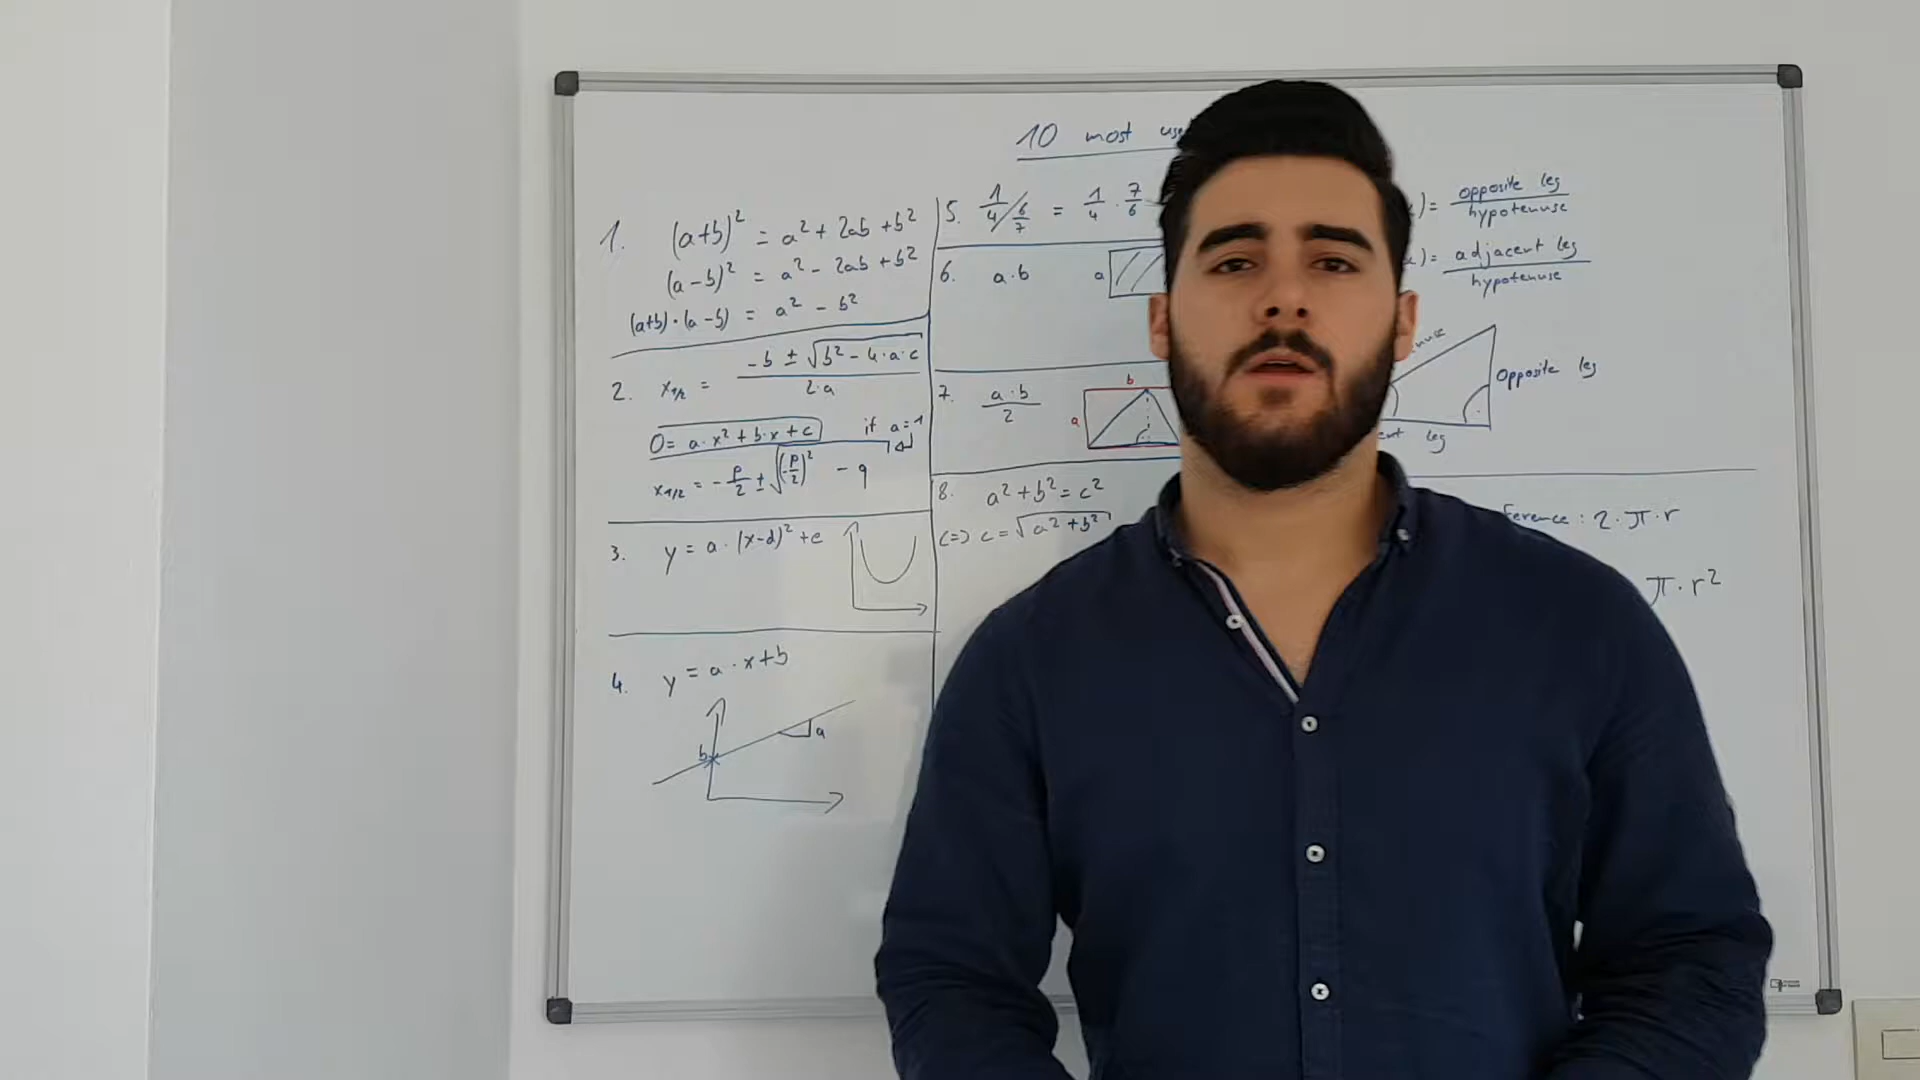 10 most
1. (a+b)² = a² + 2ab + b²
(a-b)² = a² - 2ab + b²
(a+b)·(a-b) = a² - b²
2. x₁/₂ = (-b ± √(b² - 4·a·c)) / (2·a)
0 = a·x² + b·x + c if a=1
x₁/₂ = -p/2 ± √((p/2)²) - q
3. y = a·(x-d)² + e
4. y = a·x+b
b
a
5. (1/4)/(6/7) = 1/4 · 7/6
6. a·b
a
7. (a·b)/2
b
a
8. a² + b² = c²
<=> c = √(a² + b²)
) = opposite leg / hypotenuse
) = adjacent leg / hypotenuse
Opposite leg
leg
2·π·r
π·r²